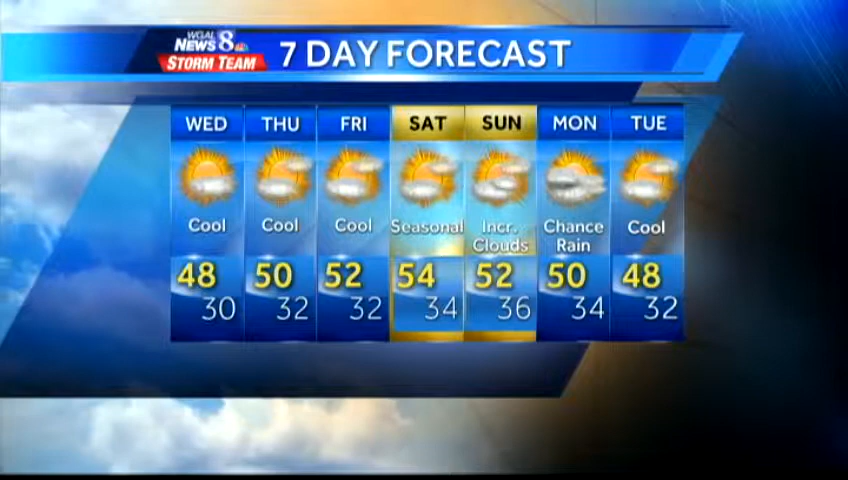 WGAL
NEWS 8
STORM TEAM
7 DAY FORECAST
WED THU FRI SAT SUN MON TUE
Cool Cool Cool Seasonal Incr. Clouds Chance Rain Cool
48 50 52 54 52 50 48
30 32 32 34 36 34 32